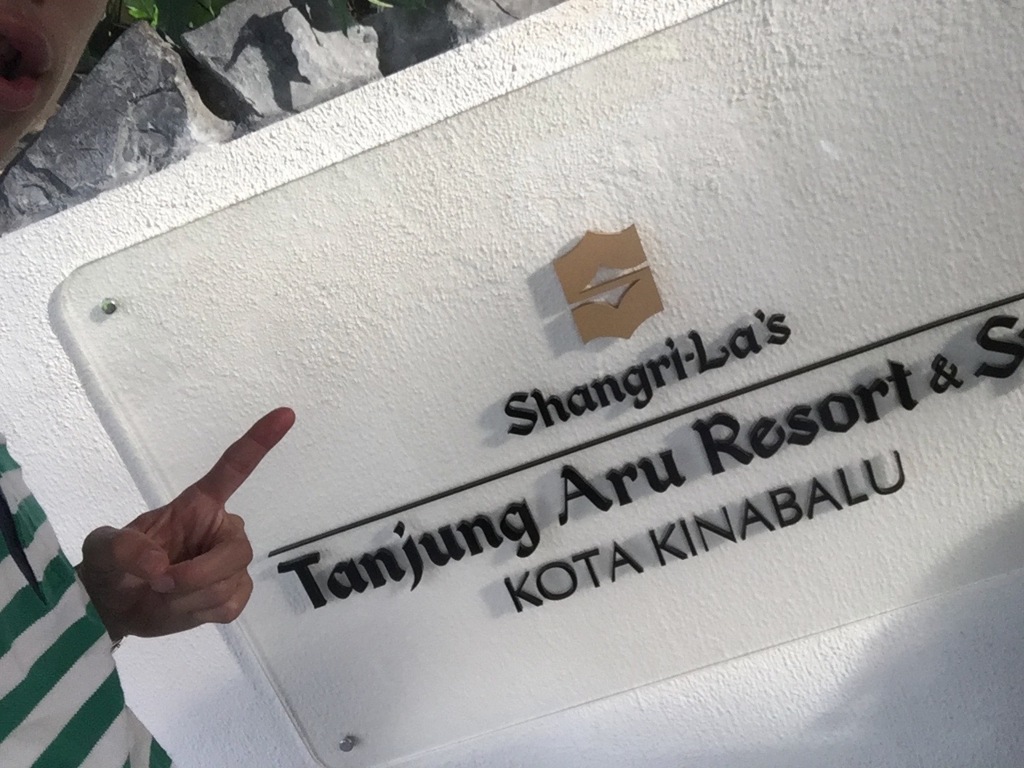 Shangri-La's
Tanjung Aru Resort &
KOTA KINABALU